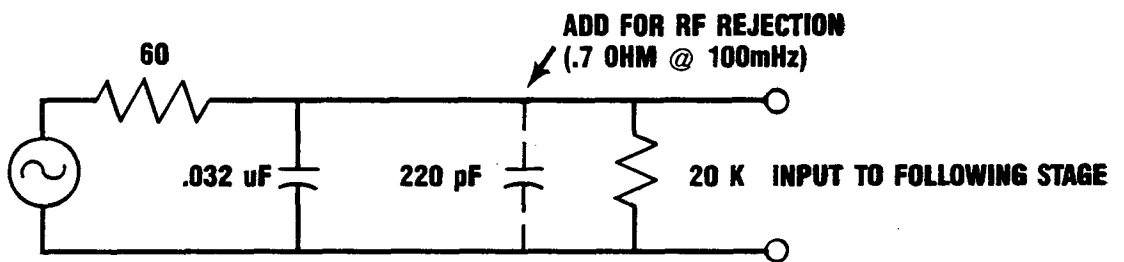 ADD FOR RF REJECTION
(.7 OHM @ 100mHz)
60
.032 uF
220 pF
20 K INPUT TO FOLLOWING STAGE